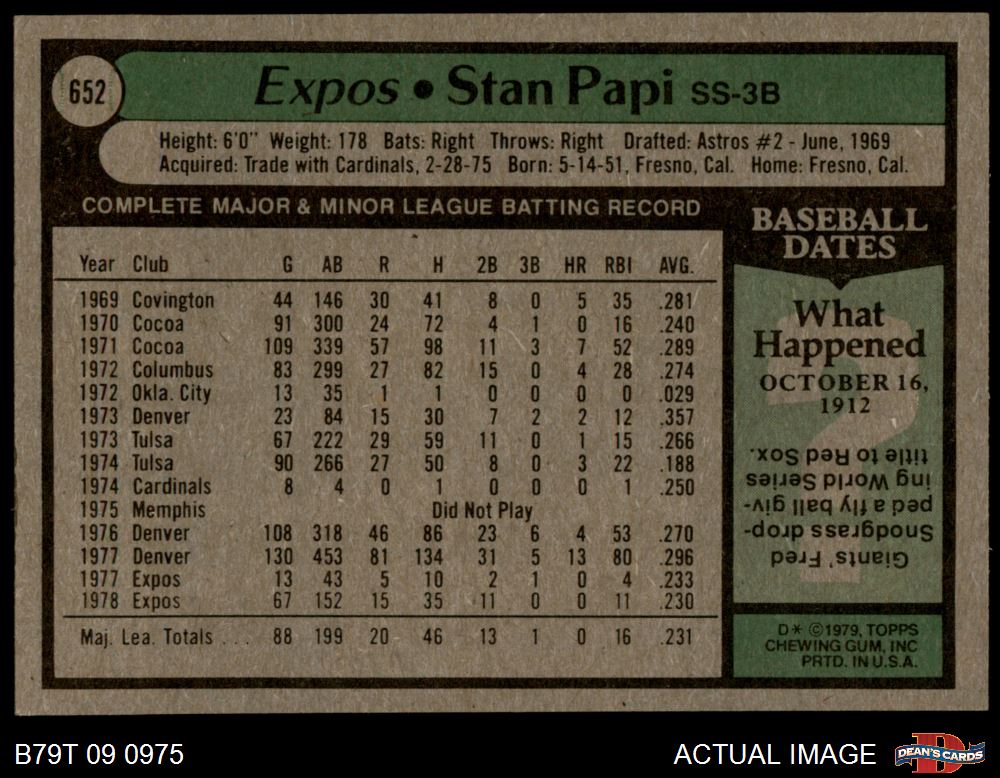 652
Expos • Stan Papi SS-3B
Height: 6'0" Weight: 178 Bats: Right Throws: Right Drafted: Astros #2 - June, 1969
Acquired: Trade with Cardinals, 2-28-75 Born: 5-14-51, Fresno, Cal. Home: Fresno, Cal.
COMPLETE MAJOR & MINOR LEAGUE BATTING RECORD
Year Club G AB R H 2B 3B HR RBI AVG.
1969 Covington 44 146 30 41 8 0 5 35 .281
1970 Cocoa 91 300 24 72 4 1 0 16 .240
1971 Cocoa 109 339 57 98 11 3 7 52 .289
1972 Columbus 83 299 27 82 15 0 4 28 .274
1972 Okla. City 13 35 1 1 0 0 0 0 .029
1973 Denver 23 84 15 30 7 2 2 12 .357
1973 Tulsa 67 222 29 59 11 0 1 15 .266
1974 Tulsa 90 266 27 50 8 0 3 22 .188
1974 Cardinals 8 4 0 1 0 0 0 1 .250
1975 Memphis Did Not Play
1976 Denver 108 318 46 86 23 6 4 53 .270
1977 Denver 130 453 81 134 31 5 13 80 .296
1977 Expos 13 43 5 10 2 1 0 4 .233
1978 Expos 67 152 15 35 11 0 0 11 .230
Maj. Lea. Totals . . . 88 199 20 46 13 1 0 16 .231
BASEBALL
DATES
What
Happened
OCTOBER 16,
1912
Giants' Fred
Snodgrass drop-
ped a fly ball giv-
ing World Series
title to Red Sox.
D* ©1979, TOPPS
CHEWING GUM, INC
PRTD. IN U.S.A.
B79T 09 0975
ACTUAL IMAGE
DEAN'S CARDS